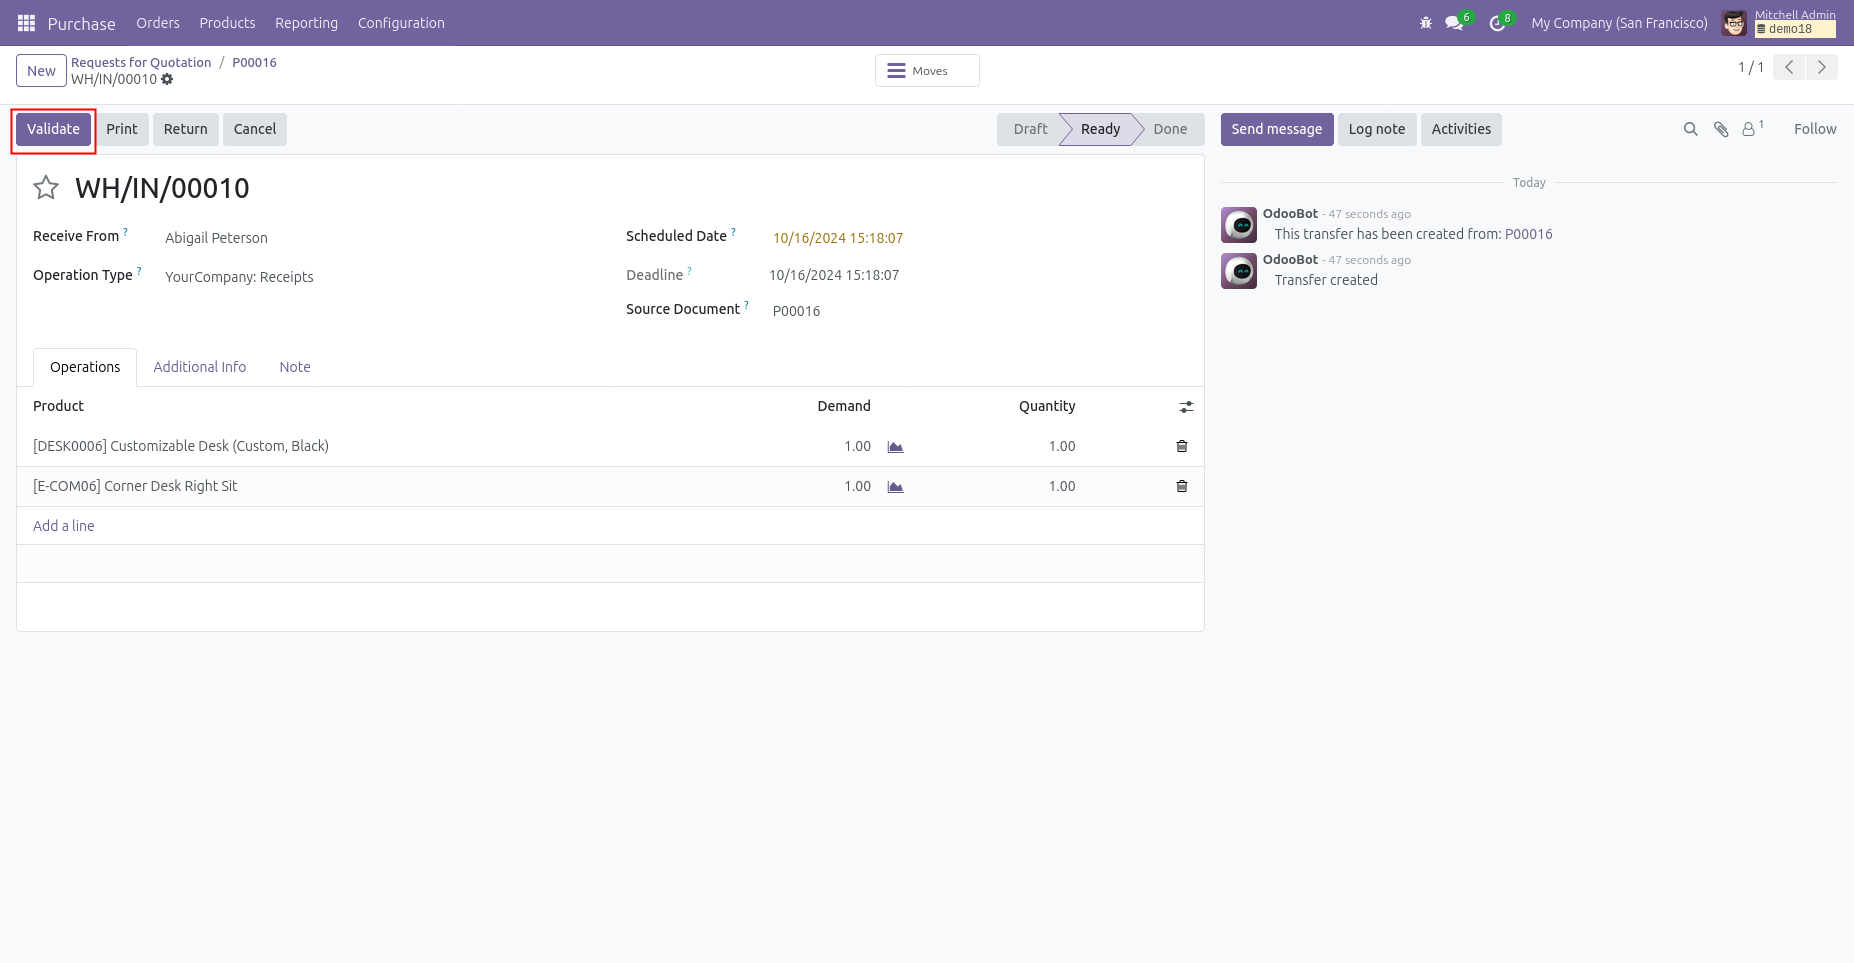 Purchase Orders Products Reporting Configuration 6 8 My Company (San Francisco) Mitchell Admin
demo18
New Requests for Quotation / P00016
WH/IN/00010
Moves
1 / 1
Validate Print Return Cancel Draft Ready Done Send message Log note Activities 1 Follow
WH/IN/00010
Receive From ? Abigail Peterson
Operation Type ? YourCompany: Receipts
Scheduled Date ? 10/16/2024 15:18:07
Deadline ? 10/16/2024 15:18:07
Source Document ? P00016
Operations Additional Info Note
Product Demand Quantity
[DESK0006] Customizable Desk (Custom, Black) 1.00 1.00
[E-COM06] Corner Desk Right Sit 1.00 1.00
Add a line
Today
OdooBot - 47 seconds ago
This transfer has been created from: P00016
OdooBot - 47 seconds ago
Transfer created